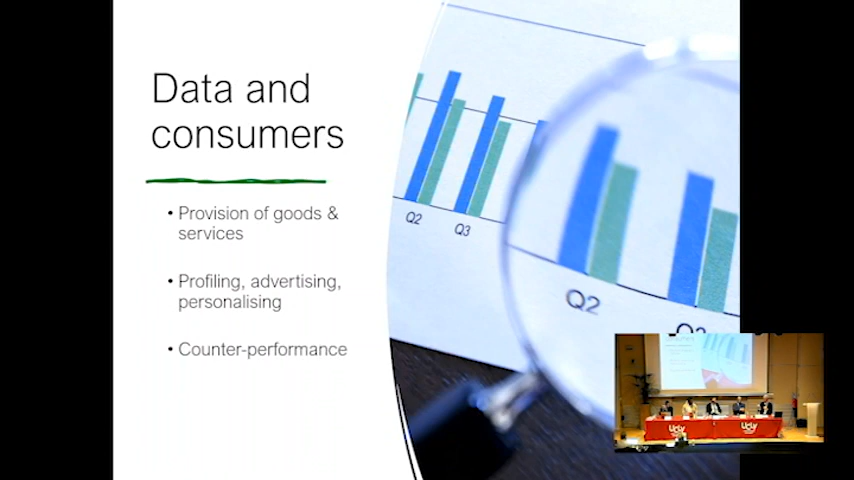 Data and
consumers
• Provision of goods &
services
• Profiling, advertising,
personalising
• Counter-performance
Q2
Q3
Q2